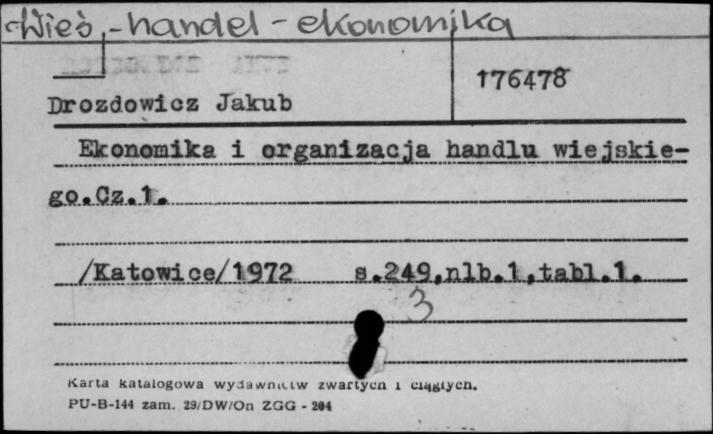 Wieś - handel - ekonomika
176478
Drozdowicz Jakub
Ekonomika i organizacja handlu wiejskie-
go.Cz.1.
/Katowice/1972 s.249,nlb.1,tabl.1.
3
Karta katalogowa wydawnictw zwartych i ciągłych.
PU-B-144 zam. 29/DW/On ZGG - 204